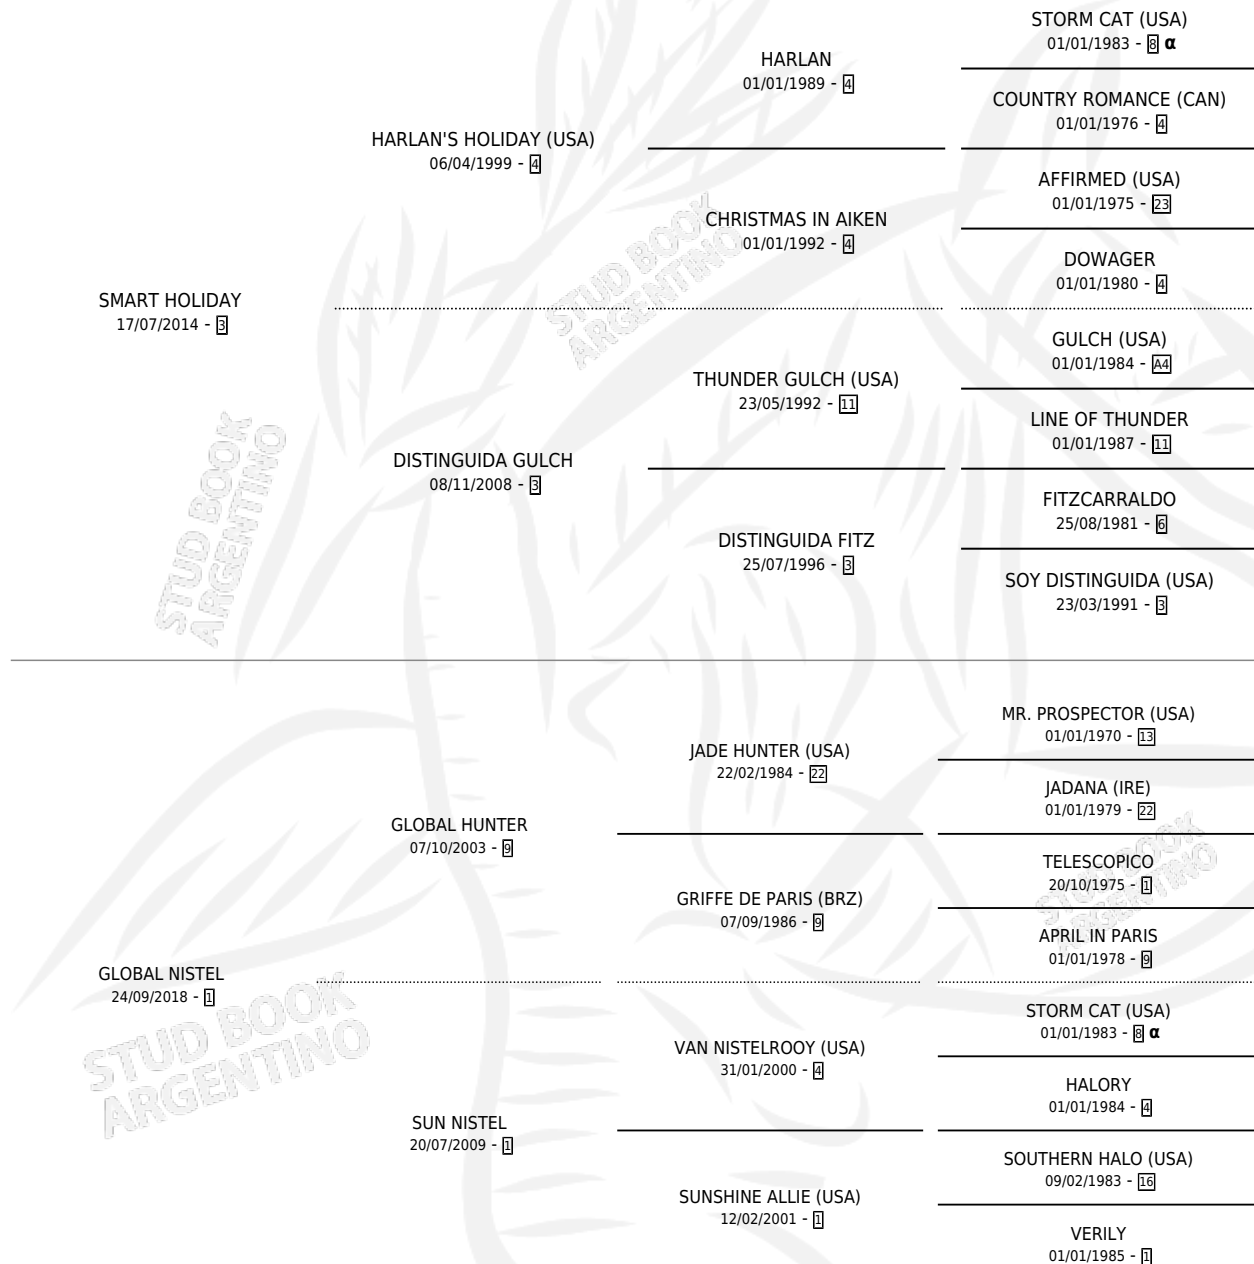 STORM CAT (USA)
01/01/1983 - 8 α
HARLAN
01/01/1989 - 4
COUNTRY ROMANCE (CAN)
01/01/1976 - 4
HARLAN'S HOLIDAY (USA)
06/04/1999 - 4
AFFIRMED (USA)
01/01/1975 - 23
CHRISTMAS IN AIKEN
01/01/1992 - 4
DOWAGER
01/01/1980 - 4
SMART HOLIDAY
17/07/2014 - 3
GULCH (USA)
01/01/1984 - A4
THUNDER GULCH (USA)
23/05/1992 - 11
LINE OF THUNDER
01/01/1987 - 11
DISTINGUIDA GULCH
08/11/2008 - 3
FITZCARRALDO
25/08/1981 - 6
DISTINGUIDA FITZ
25/07/1996 - 3
SOY DISTINGUIDA (USA)
23/03/1991 - 3
MR. PROSPECTOR (USA)
01/01/1970 - 13
JADE HUNTER (USA)
22/02/1984 - 22
JADANA (IRE)
01/01/1979 - 22
GLOBAL HUNTER
07/10/2003 - 9
TELESCOPICO
20/10/1975 - 1
GRIFFE DE PARIS (BRZ)
07/09/1986 - 9
APRIL IN PARIS
01/01/1978 - 9
GLOBAL NISTEL
24/09/2018 - 1
STORM CAT (USA)
01/01/1983 - 8 α
VAN NISTELROOY (USA)
31/01/2000 - 4
HALORY
01/01/1984 - 4
SUN NISTEL
20/07/2009 - 1
SOUTHERN HALO (USA)
09/02/1983 - 16
SUNSHINE ALLIE (USA)
12/02/2001 - 1
VERILY
01/01/1985 - 1
STUD BOOK
ARGENTINO
STUD BOOK
ARGENTINO
STUD BOOK
ARGENTINO
STUD BOOK
ARGENTINO